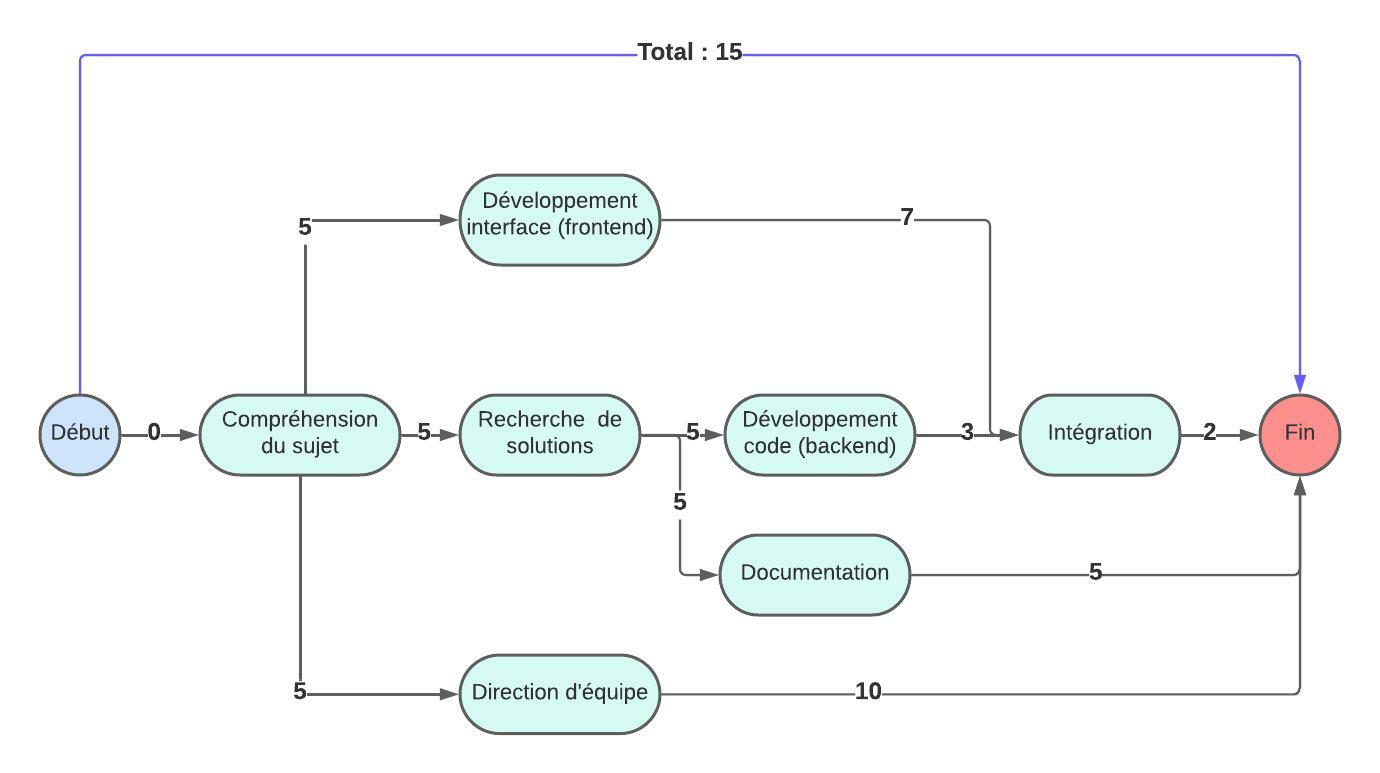 Total : 15
Développement
interface (frontend)
5
7
Début
0
Compréhension
du sujet
5
Recherche de
solutions
5
Développement
code (backend)
3
Intégration
2
Fin
5
Documentation
5
5
Direction d'équipe
10